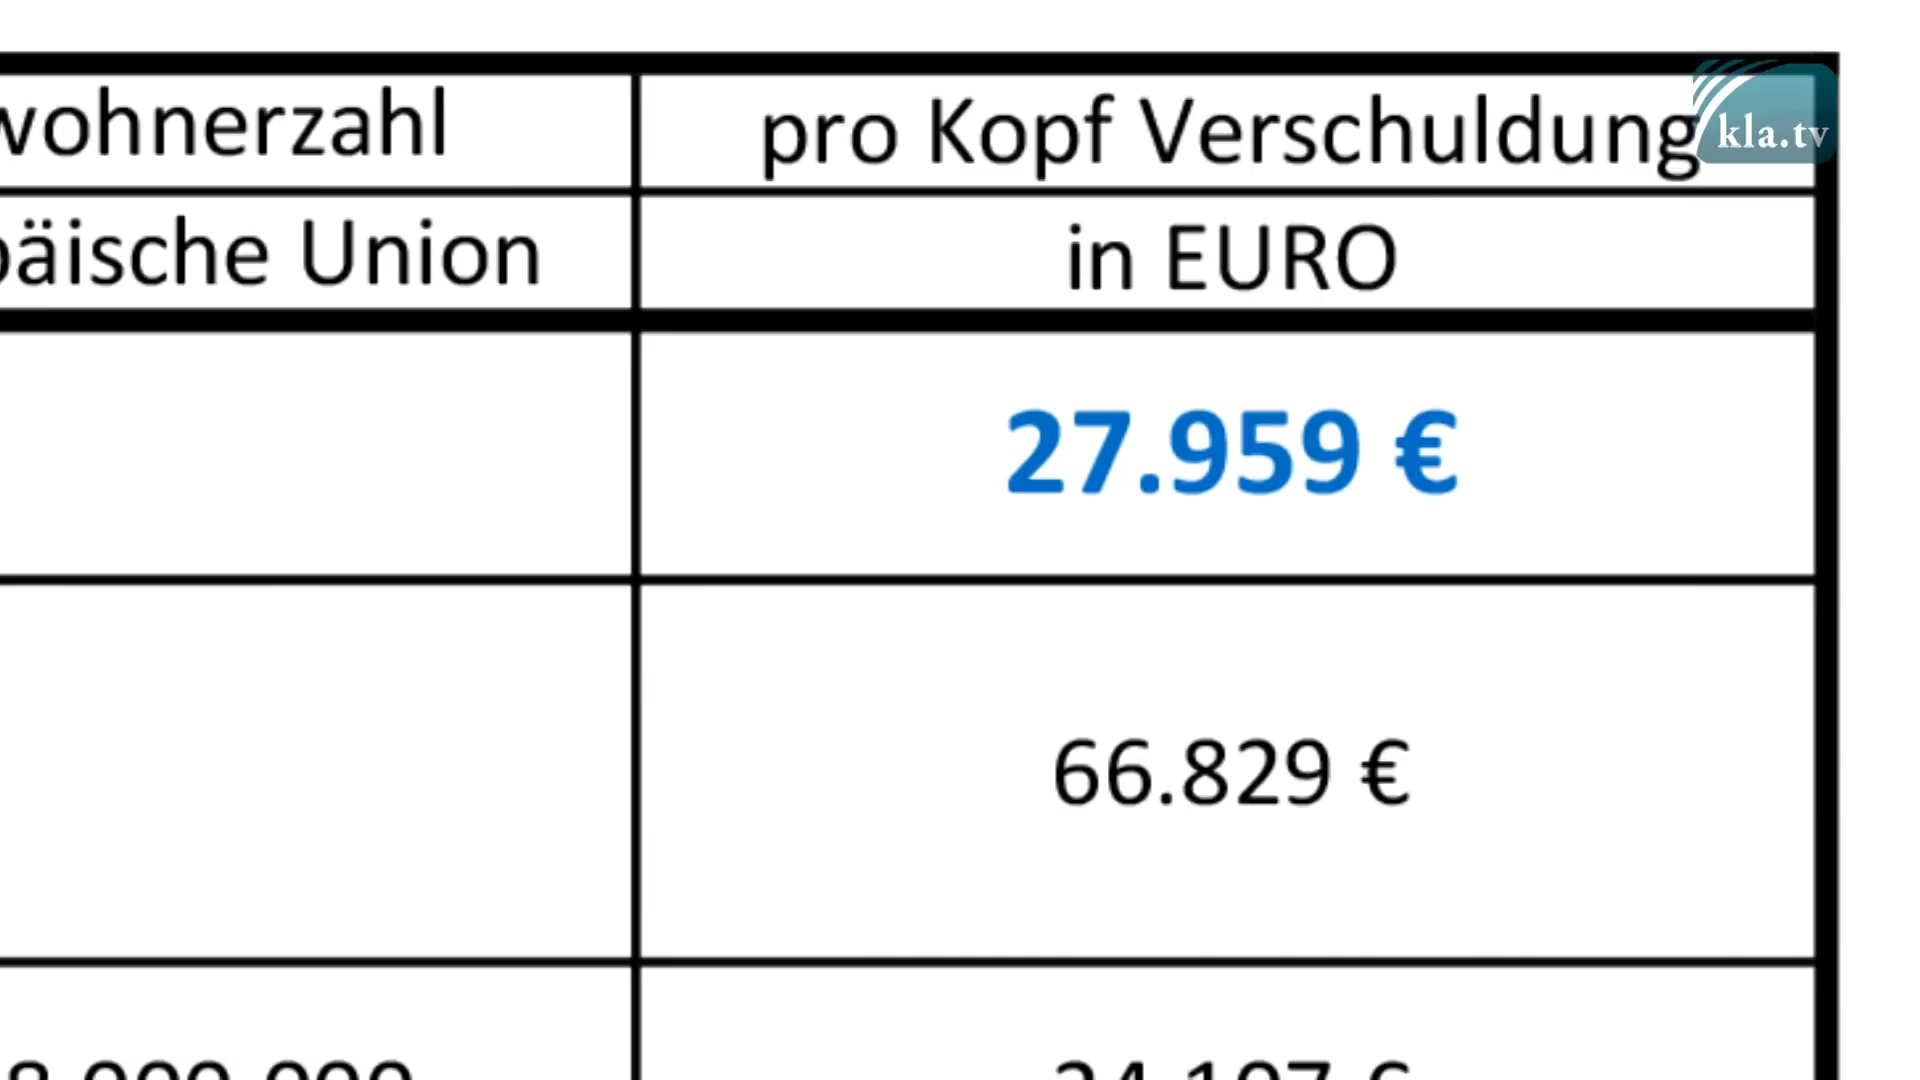 wohnerzahl
pro Kopf Verschuldung
kla.tv
päische Union
in EURO
27.959 €
66.829 €